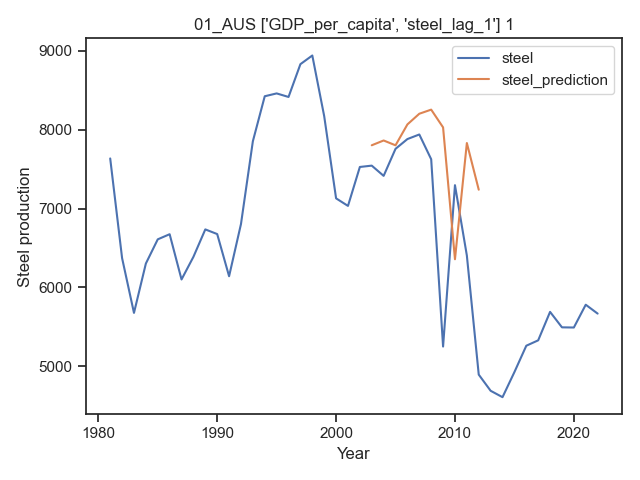 01_AUS ['GDP_per_capita', 'steel_lag_1'] 1
steel
steel_prediction
Steel production
9000
8000
7000
6000
5000
1980
1990
2000
2010
2020
Year